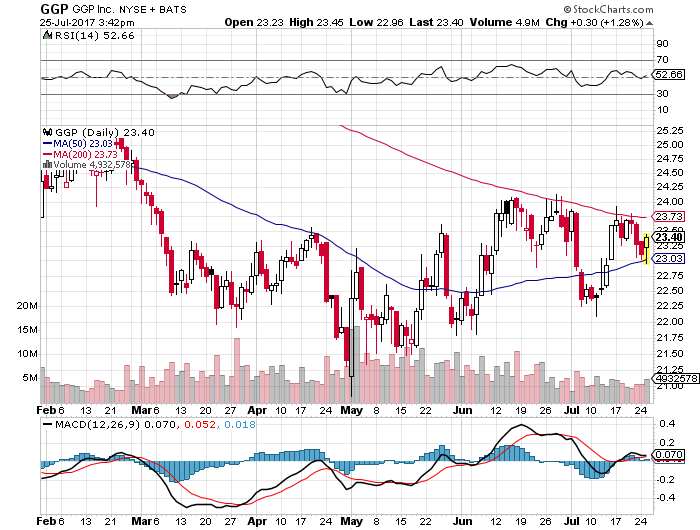 GGP GGP Inc. NYSE + BATS
© StockCharts.com
25-Jul-2017 3:42pm
Open 23.23 High 23.45 Low 22.96 Last 23.40 Volume 4.9M Chg +0.30 (+1.28%)
RSI(14) 52.66
90
70
52.66
50
30
10
GGP (Daily) 23.40
MA(50) 23.03
MA(200) 23.73
Volume 4,932,578
25.25
25.00
24.75
24.50
24.25
24.00
23.73
23.40
23.25
23.03
22.75
22.50
22.25
22.00
21.75
21.50
21.25
21.00
20M
15M
10M
5M
4932578
Feb 6 13 21 Mar 13 20 27 Apr 10 17 24 May 8 15 22 Jun 12 19 26 Jul 10 17 24
MACD(12,26,9) 0.070, 0.052, 0.018
0.4
0.2
0.070
-0.2
-0.4
Feb 6 13 21 Mar 13 20 27 Apr 10 17 24 May 8 15 22 Jun 12 19 26 Jul 10 17 24